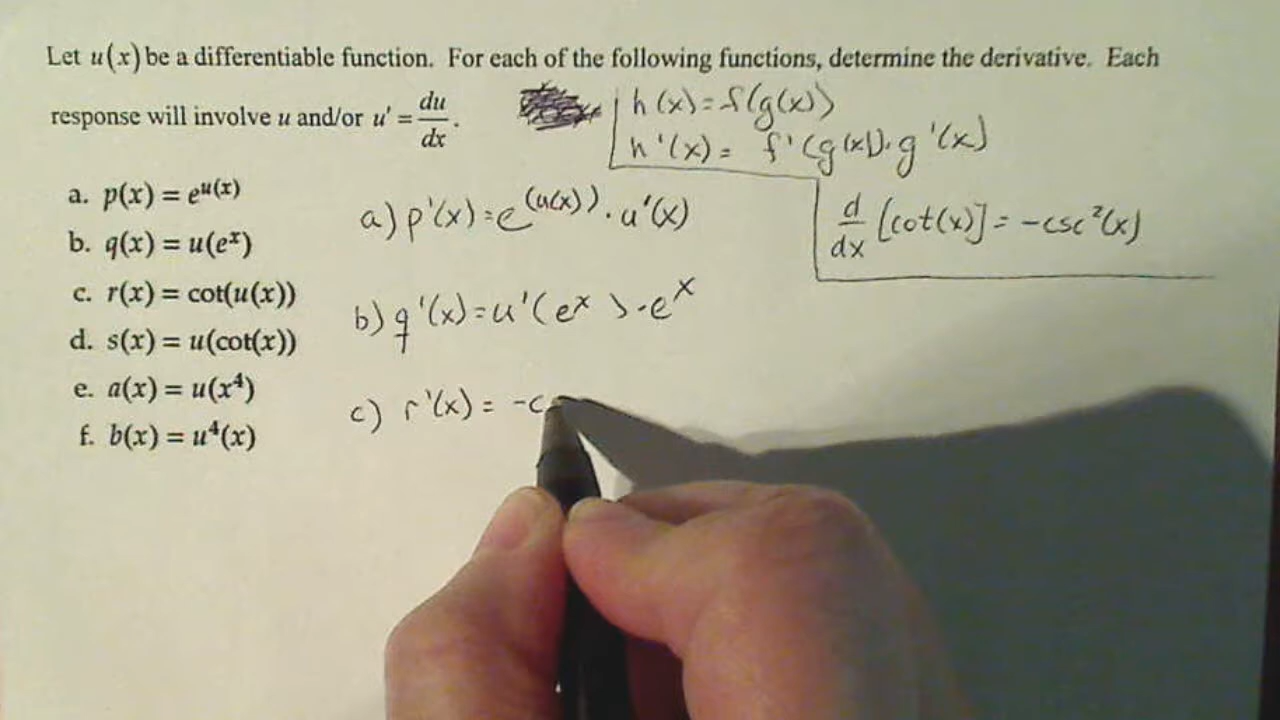 Let u(x) be a differentiable function. For each of the following functions, determine the derivative. Each
response will involve u and/or u' = du/dx.
h(x) = f(g(x))
h'(x) = f'(g(x))·g'(x)
d/dx [cot(x)] = -csc²(x)
a. p(x) = e^{u(x)}
b. q(x) = u(e^x)
c. r(x) = cot(u(x))
d. s(x) = u(cot(x))
e. a(x) = u(x⁴)
f. b(x) = u⁴(x)
a) p'(x) = e^{(u(x))}·u'(x)
b) q'(x) = u'(e^x)·e^x
c) r'(x) = -c